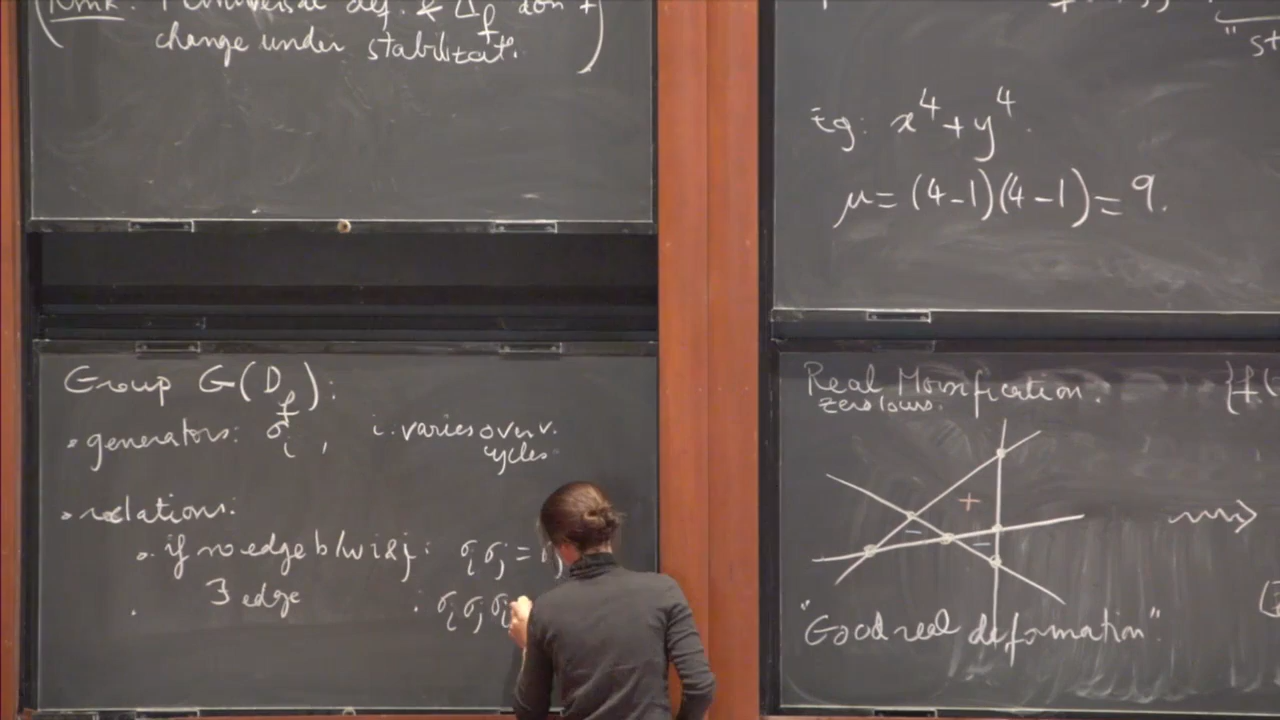 change under stabilizat.
Group G(D_f):
• generators: σ_i , i varies over v. cycles.
• relations:
• if no edge b/w i & j : σ_i σ_j =
∃ edge : σ_i σ_j σ_i
Eg: x^4 + y^4.
μ = (4-1)(4-1) = 9.
Real Morsification. {f(
zero locus.
+
−
−
"Good real deformation"